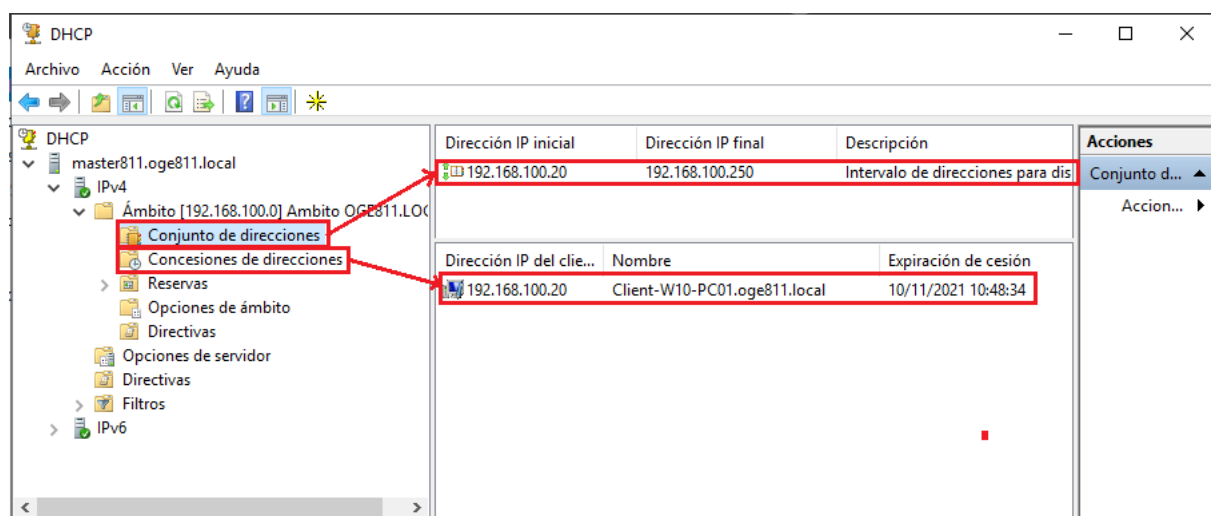 DHCP
Archivo Acción Ver Ayuda
DHCP
master811.oge811.local
IPv4
Ámbito [192.168.100.0] Ambito OGE811.LO
Conjunto de direcciones
Concesiones de direcciones
Reservas
Opciones de ámbito
Directivas
Opciones de servidor
Directivas
Filtros
IPv6
Dirección IP inicial Dirección IP final Descripción
192.168.100.20 192.168.100.250 Intervalo de direcciones para dis
Dirección IP del clie... Nombre Expiración de cesión
192.168.100.20 Client-W10-PC01.oge811.local 10/11/2021 10:48:34
Acciones
Conjunto d...
Accion...